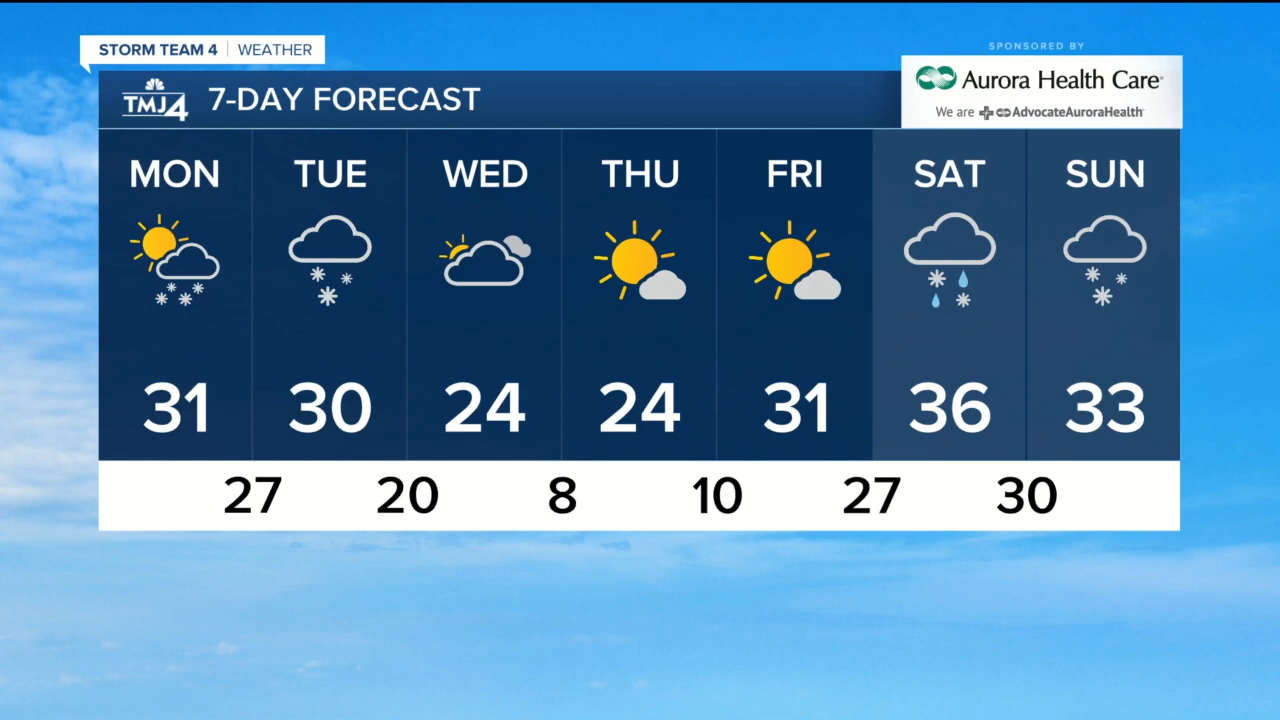 STORM TEAM 4 | WEATHER
SPONSORED BY
Aurora Health Care®
We are AdvocateAuroraHealth
TMJ4 7-DAY FORECAST
MON TUE WED THU FRI SAT SUN
31 30 24 24 31 36 33
27 20 8 10 27 30